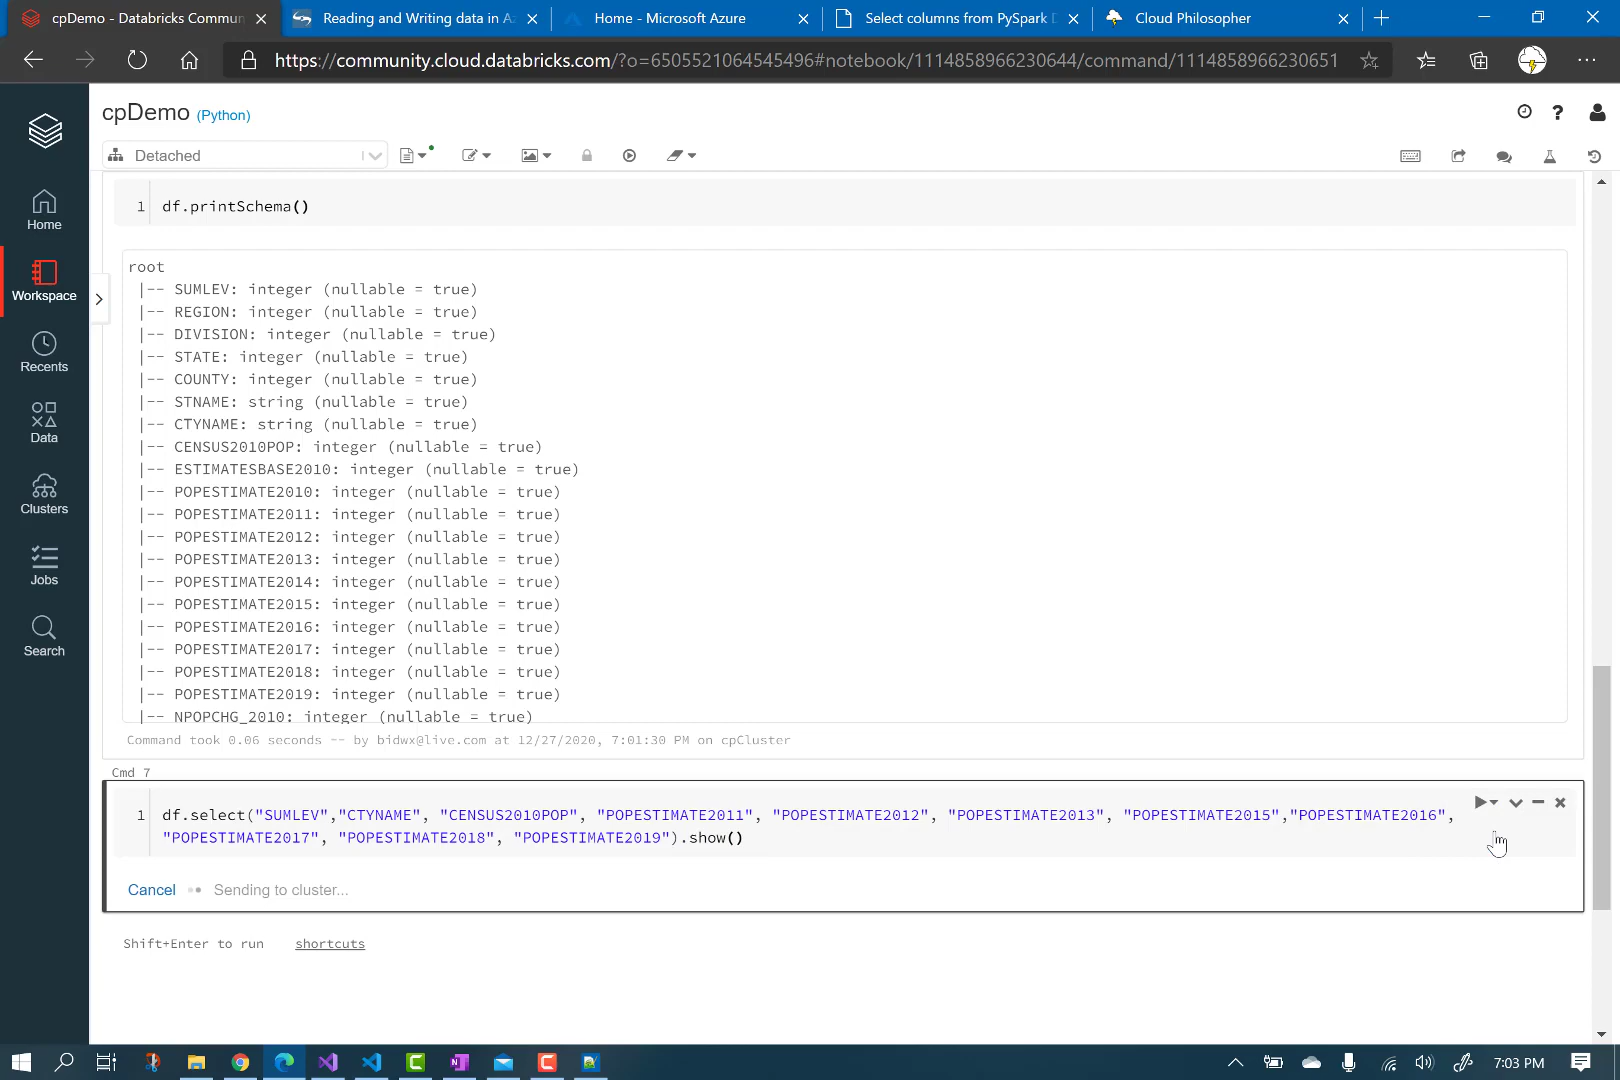 cpDemo - Databricks Commun
Reading and Writing data in Az
Home - Microsoft Azure
Select columns from PySpark D
Cloud Philosopher
https://community.cloud.databricks.com/?o=6505521064545496#notebook/1114858966230644/command/1114858966230651
cpDemo (Python)
Detached
Home
Workspace
Recents
Data
Clusters
Jobs
Search
1 df.printSchema()
root
|-- SUMLEV: integer (nullable = true)
|-- REGION: integer (nullable = true)
|-- DIVISION: integer (nullable = true)
|-- STATE: integer (nullable = true)
|-- COUNTY: integer (nullable = true)
|-- STNAME: string (nullable = true)
|-- CTYNAME: string (nullable = true)
|-- CENSUS2010POP: integer (nullable = true)
|-- ESTIMATESBASE2010: integer (nullable = true)
|-- POPESTIMATE2010: integer (nullable = true)
|-- POPESTIMATE2011: integer (nullable = true)
|-- POPESTIMATE2012: integer (nullable = true)
|-- POPESTIMATE2013: integer (nullable = true)
|-- POPESTIMATE2014: integer (nullable = true)
|-- POPESTIMATE2015: integer (nullable = true)
|-- POPESTIMATE2016: integer (nullable = true)
|-- POPESTIMATE2017: integer (nullable = true)
|-- POPESTIMATE2018: integer (nullable = true)
|-- POPESTIMATE2019: integer (nullable = true)
|-- NPOPCHG_2010: integer (nullable = true)
Command took 0.06 seconds -- by bidwx@live.com at 12/27/2020, 7:01:30 PM on cpCluster
Cmd 7
1 df.select("SUMLEV","CTYNAME", "CENSUS2010POP", "POPESTIMATE2011", "POPESTIMATE2012", "POPESTIMATE2013", "POPESTIMATE2015","POPESTIMATE2016",
"POPESTIMATE2017", "POPESTIMATE2018", "POPESTIMATE2019").show()
Cancel Sending to cluster...
Shift+Enter to run shortcuts
7:03 PM